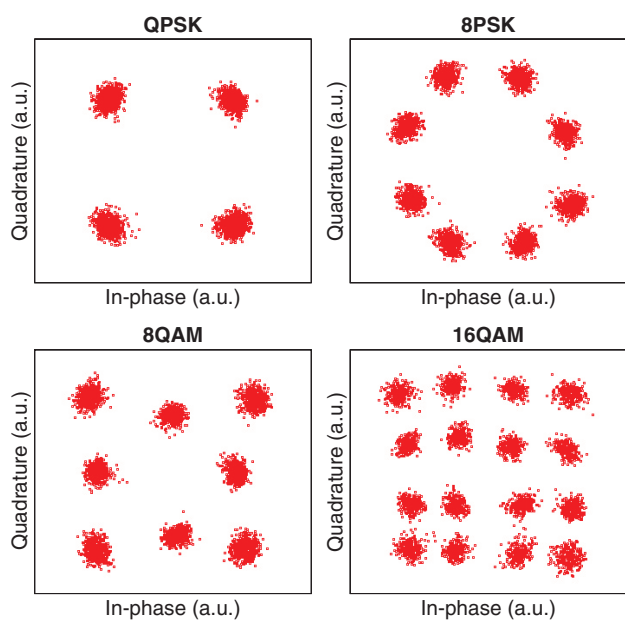 QPSK
Quadrature (a.u.)
In-phase (a.u.)
8PSK
Quadrature (a.u.)
In-phase (a.u.)
8QAM
Quadrature (a.u.)
In-phase (a.u.)
16QAM
Quadrature (a.u.)
In-phase (a.u.)